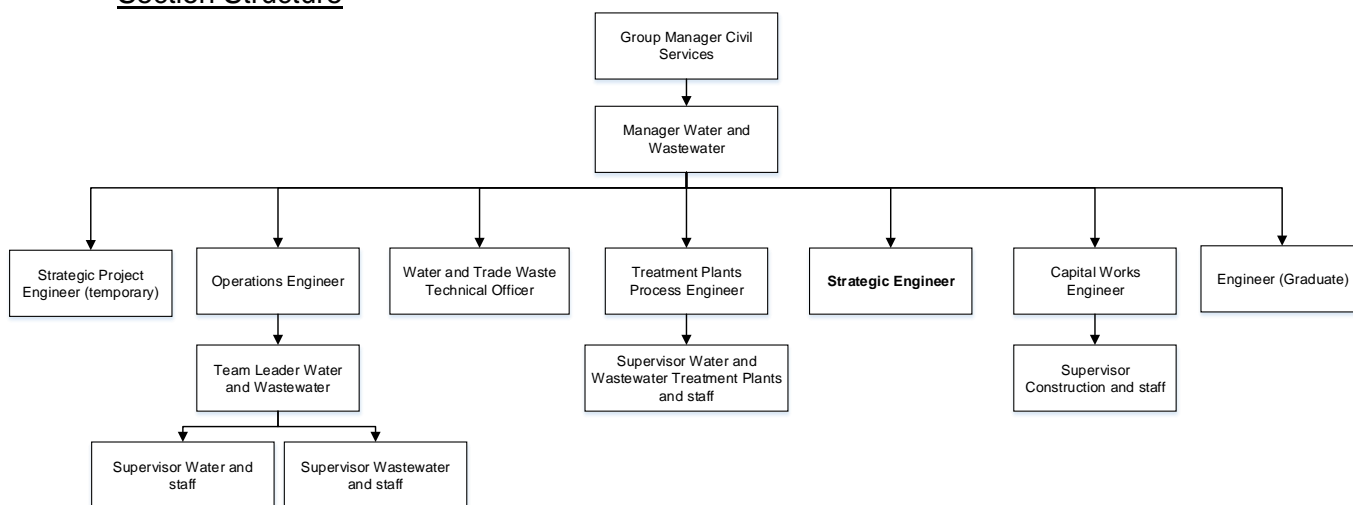 Section Structure
Group Manager Civil
Services
Manager Water and
Wastewater
Strategic Project
Engineer (temporary)
Operations Engineer
Water and Trade Waste
Technical Officer
Treatment Plants
Process Engineer
Strategic Engineer
Capital Works
Engineer
Engineer (Graduate)
Team Leader Water
and Wastewater
Supervisor Water and
Wastewater Treatment Plants
and staff
Supervisor
Construction and staff
Supervisor Water and
staff
Supervisor Wastewater
and staff